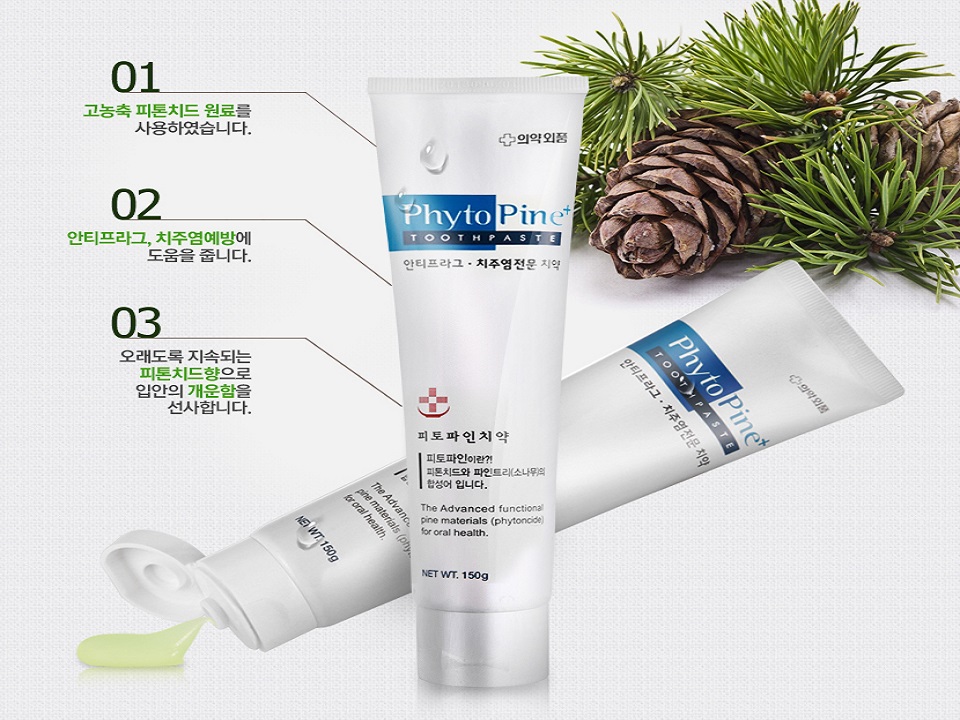 01
고농축 피톤치드 원료를
사용하였습니다.
02
안티프라그, 치주염예방에
도움을 줍니다.
03
오래도록 지속되는
피톤치드향으로
입안의 개운함을
선사합니다.
의약외품
PhytoPine+
TOOTHPASTE
안티프라그 · 치주염전문 치약
피토파인치약
피토파인이란?!
피톤치드와 파인트리(소나무)의
합성어 입니다.
The Advanced functional
pine materials (phytoncide)
for oral health.
NET WT. 150g
의약외품
PhytoPine+
TOOTHPASTE
안티프라그 · 치주염전문 치약
The Advanc
pine materials (phy
for oral health.
NET WT. 150g